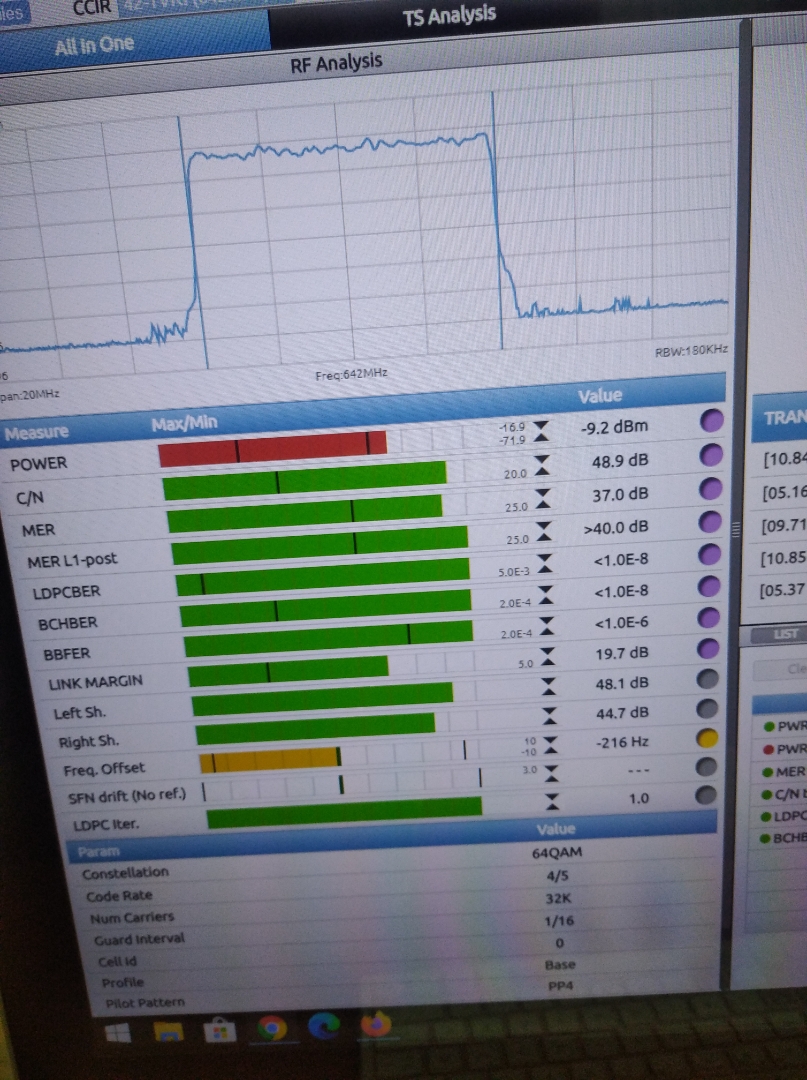 CCIR
All in One
TS Analysis
RF Analysis
pan:20MHz
Freq:642MHz
RBW:180KHz
Measure Max/Min Value
POWER -16.9 -71.9 -9.2 dBm
C/N 20.0 48.9 dB
MER 25.0 37.0 dB
MER L1-post 25.0 >40.0 dB
LDPCBER 5.0E-3 <1.0E-8
BCHBER 2.0E-4 <1.0E-8
BBFER 2.0E-4 <1.0E-6
LINK MARGIN 5.0 19.7 dB
Left Sh. 48.1 dB
Right Sh. 44.7 dB
Freq. Offset 10 -10 -216 Hz
SFN drift (No ref.) 3.0 ---
LDPC Iter. 1.0
Param Value
Constellation 64QAM
Code Rate 4/5
Num Carriers 32K
Guard Interval 1/16
Cell Id 0
Profile Base
Pilot Pattern PP4
TRAN
[10.84
[05.16
[09.71
[10.85
[05.37
LIST
Cle
PWR
PWR
MER
C/N
LDPC
BCHB